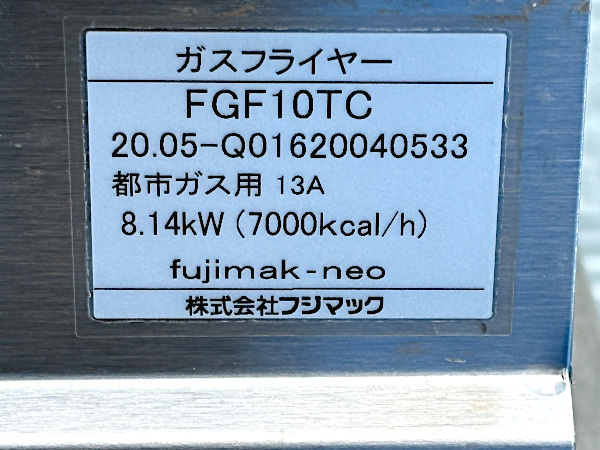 ガスフライヤー
FGF10TC
20.05-Q01620040533
都市ガス用 13A
8.14kW (7000kcal/h)
fujimak-neo
株式会社フジマック